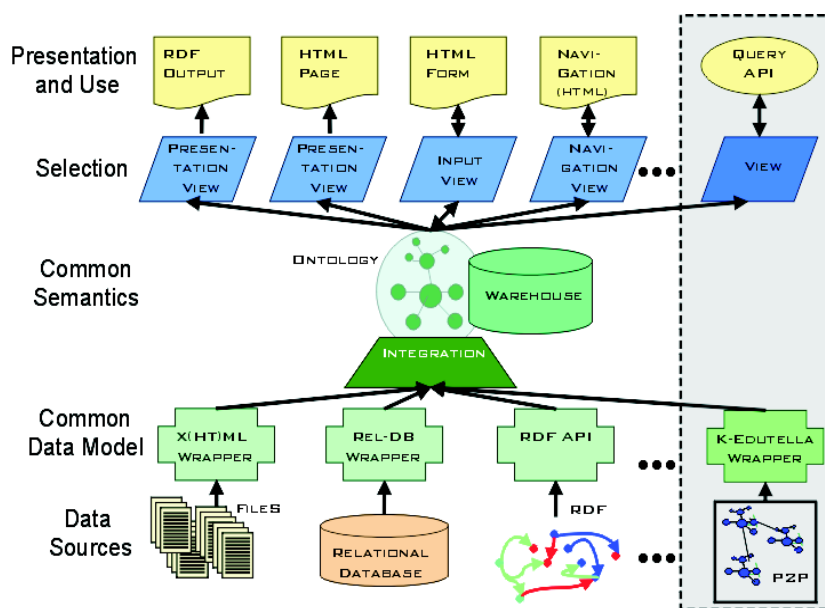 Presentation
and Use
RDF
OUTPUT
HTML
PAGE
HTML
FORM
NAVI-
GATION
(HTML)
QUERY
API
Selection
PRESEN-
TATION
VIEW
PRESEN-
TATION
VIEW
INPUT
VIEW
NAVI-
GATION
VIEW
VIEW
Common
Semantics
ONTOLOGY
WAREHOUSE
INTEGRATION
Common
Data Model
X(HT)ML
WRAPPER
REL-DB
WRAPPER
RDF API
K-EDUTELLA
WRAPPER
Data
Sources
FILES
RELATIONAL
DATABASE
RDF
P2P